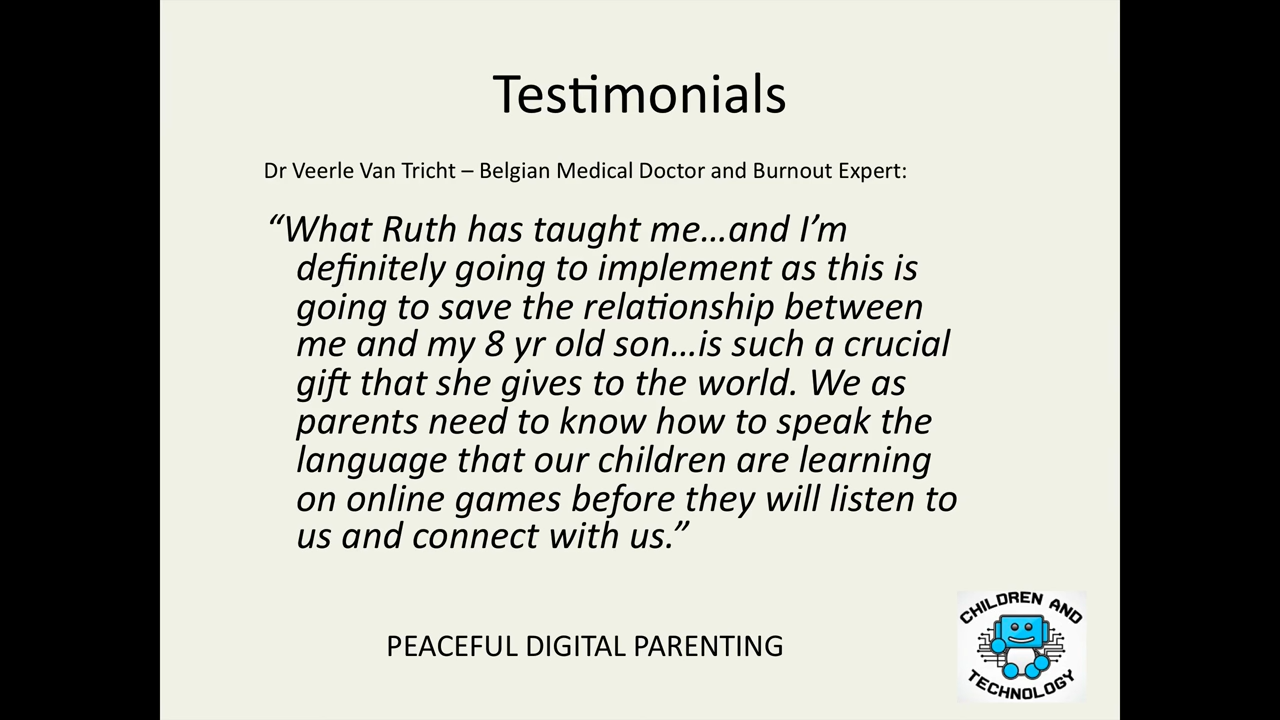 Testimonials
Dr Veerle Van Tricht – Belgian Medical Doctor and Burnout Expert:
“What Ruth has taught me…and I’m
definitely going to implement as this is
going to save the relationship between
me and my 8 yr old son…is such a crucial
gift that she gives to the world. We as
parents need to know how to speak the
language that our children are learning
on online games before they will listen to
us and connect with us.”
PEACEFUL DIGITAL PARENTING
CHILDREN AND
TECHNOLOGY